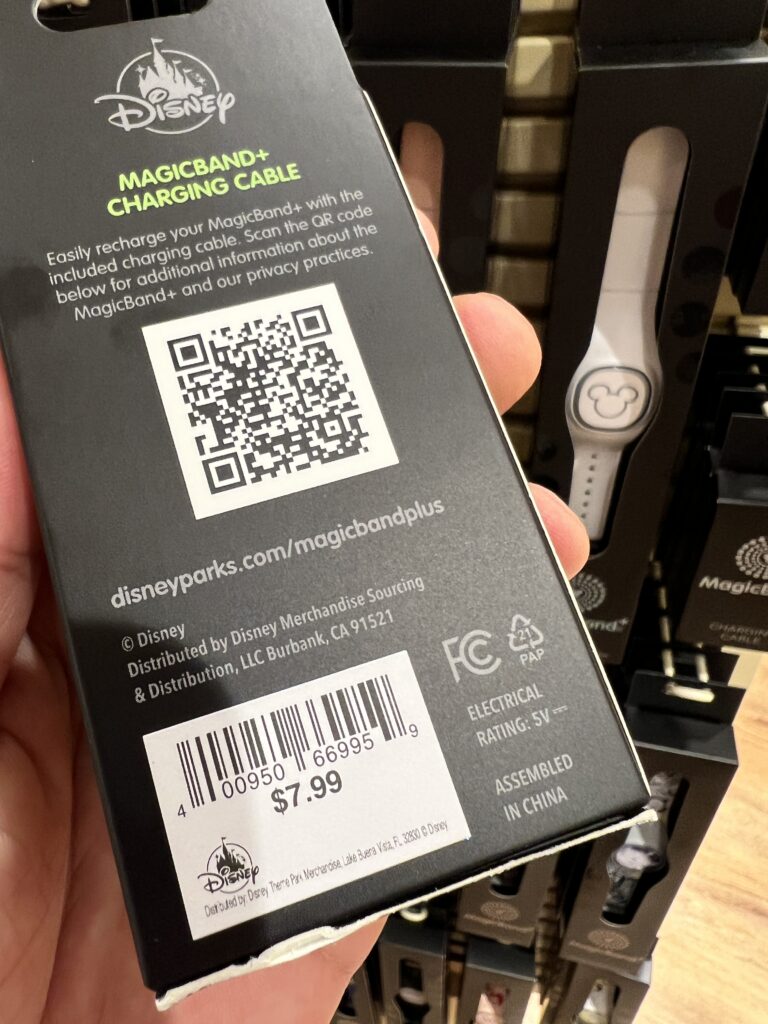 Disney
MAGICBAND+
CHARGING CABLE
Easily recharge your MagicBand+ with the
included charging cable. Scan the QR code
below for additional information about the
MagicBand+ and our privacy practices.
disneyparks.com/magicbandplus
© Disney
Distributed by Disney Merchandise Sourcing
& Distribution, LLC Burbank, CA 91521
FC
21
PAP
ELECTRICAL
RATING: 5V ⎓
ASSEMBLED
IN CHINA
4 00950 66995 9
$7.99
Disney
Distributed by: Disney Theme Park Merchandise, Lake Buena Vista, FL 32830 © Disney
CHARGING
CABLE